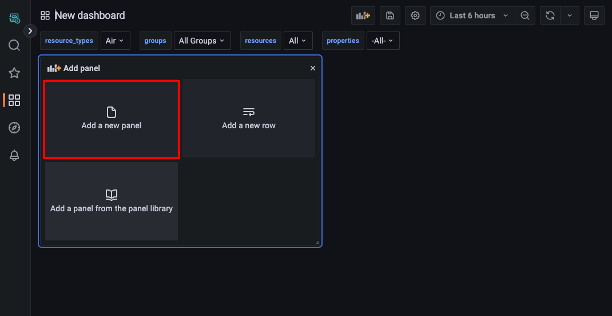 New dashboard
Last 6 hours
resource_types Air groups All Groups resources All properties -All-
Add panel
Add a new panel
Add a new row
Add a panel from the panel library